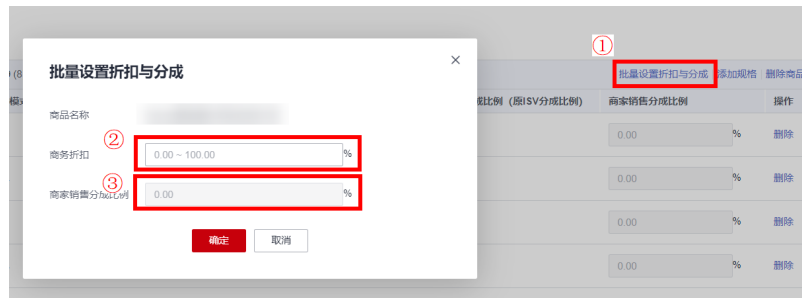 ①
批量设置折扣与分成 添加规格 删除商品
(8
批量设置折扣与分成 ×
成比例 (原ISV分成比例) 商家销售分成比例 操作
商品名称
②
商务折扣 0.00 ~ 100.00 %
③
商家销售分成比例 0.00 %
确定 取消
0.00 % 删除
0.00 % 删除
0.00 % 删除
0.00 % 删除